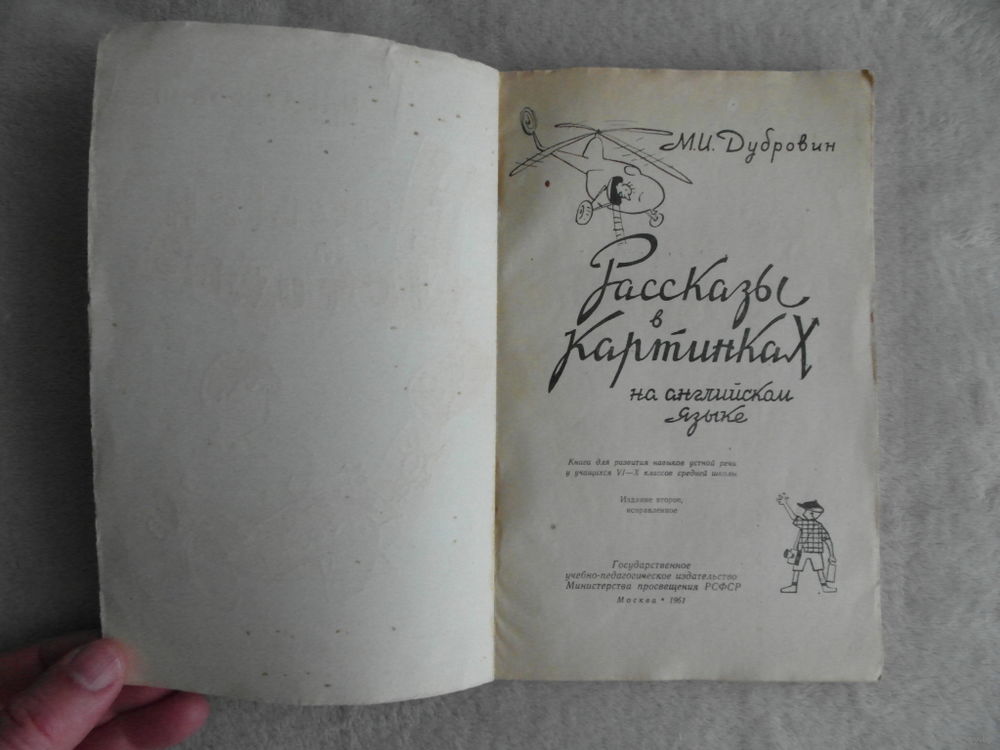 М.И. Дубровин
Рассказы
в
картинках
на английском
языке
Книга для развития навыков устной речи
у учащихся VI—X классов средней школы
Издание второе,
исправленное
Государственное
учебно-педагогическое издательство
Министерства просвещения РСФСР
Москва • 1961